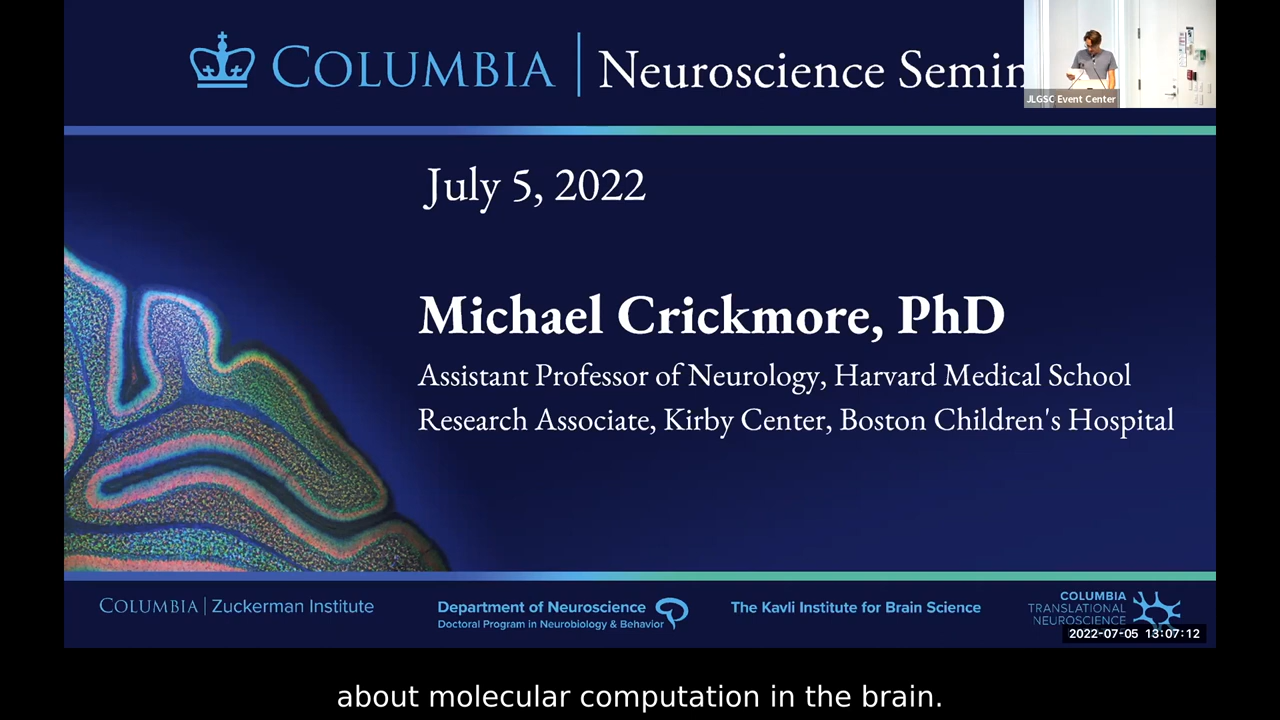 COLUMBIA | Neuroscience Semin
JLGSC Event Center
July 5, 2022
Michael Crickmore, PhD
Assistant Professor of Neurology, Harvard Medical School
Research Associate, Kirby Center, Boston Children's Hospital
COLUMBIA | Zuckerman Institute
Department of Neuroscience
Doctoral Program in Neurobiology & Behavior
The Kavli Institute for Brain Science
COLUMBIA
TRANSLATIONAL
NEUROSCIENCE
2022-07-05 13:07:12
about molecular computation in the brain.